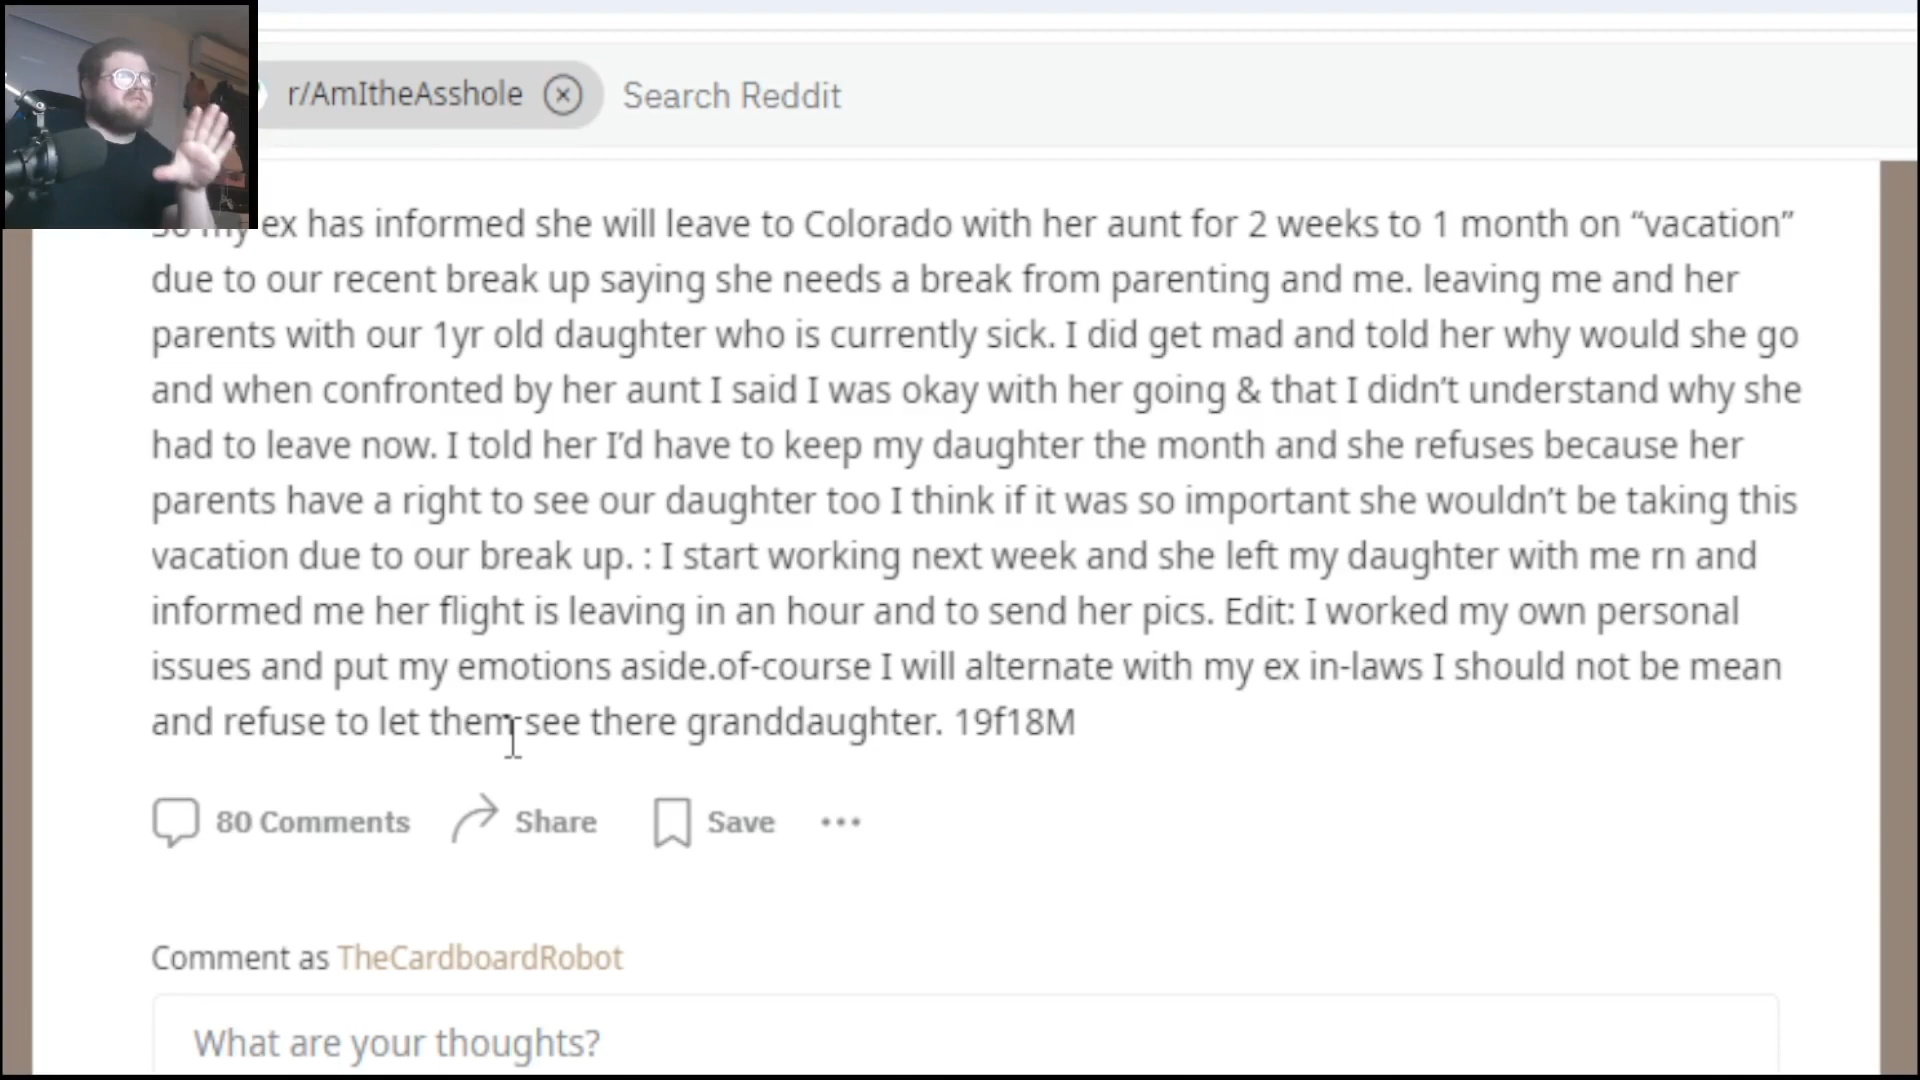 r/AmItheAsshole
Search Reddit
So my ex has informed she will leave to Colorado with her aunt for 2 weeks to 1 month on “vacation”
due to our recent break up saying she needs a break from parenting and me. leaving me and her
parents with our 1yr old daughter who is currently sick. I did get mad and told her why would she go
and when confronted by her aunt I said I was okay with her going & that I didn’t understand why she
had to leave now. I told her I’d have to keep my daughter the month and she refuses because her
parents have a right to see our daughter too I think if it was so important she wouldn’t be taking this
vacation due to our break up. : I start working next week and she left my daughter with me rn and
informed me her flight is leaving in an hour and to send her pics. Edit: I worked my own personal
issues and put my emotions aside.of-course I will alternate with my ex in-laws I should not be mean
and refuse to let them see there granddaughter. 19f18M
80 Comments Share Save
Comment as TheCardboardRobot
What are your thoughts?